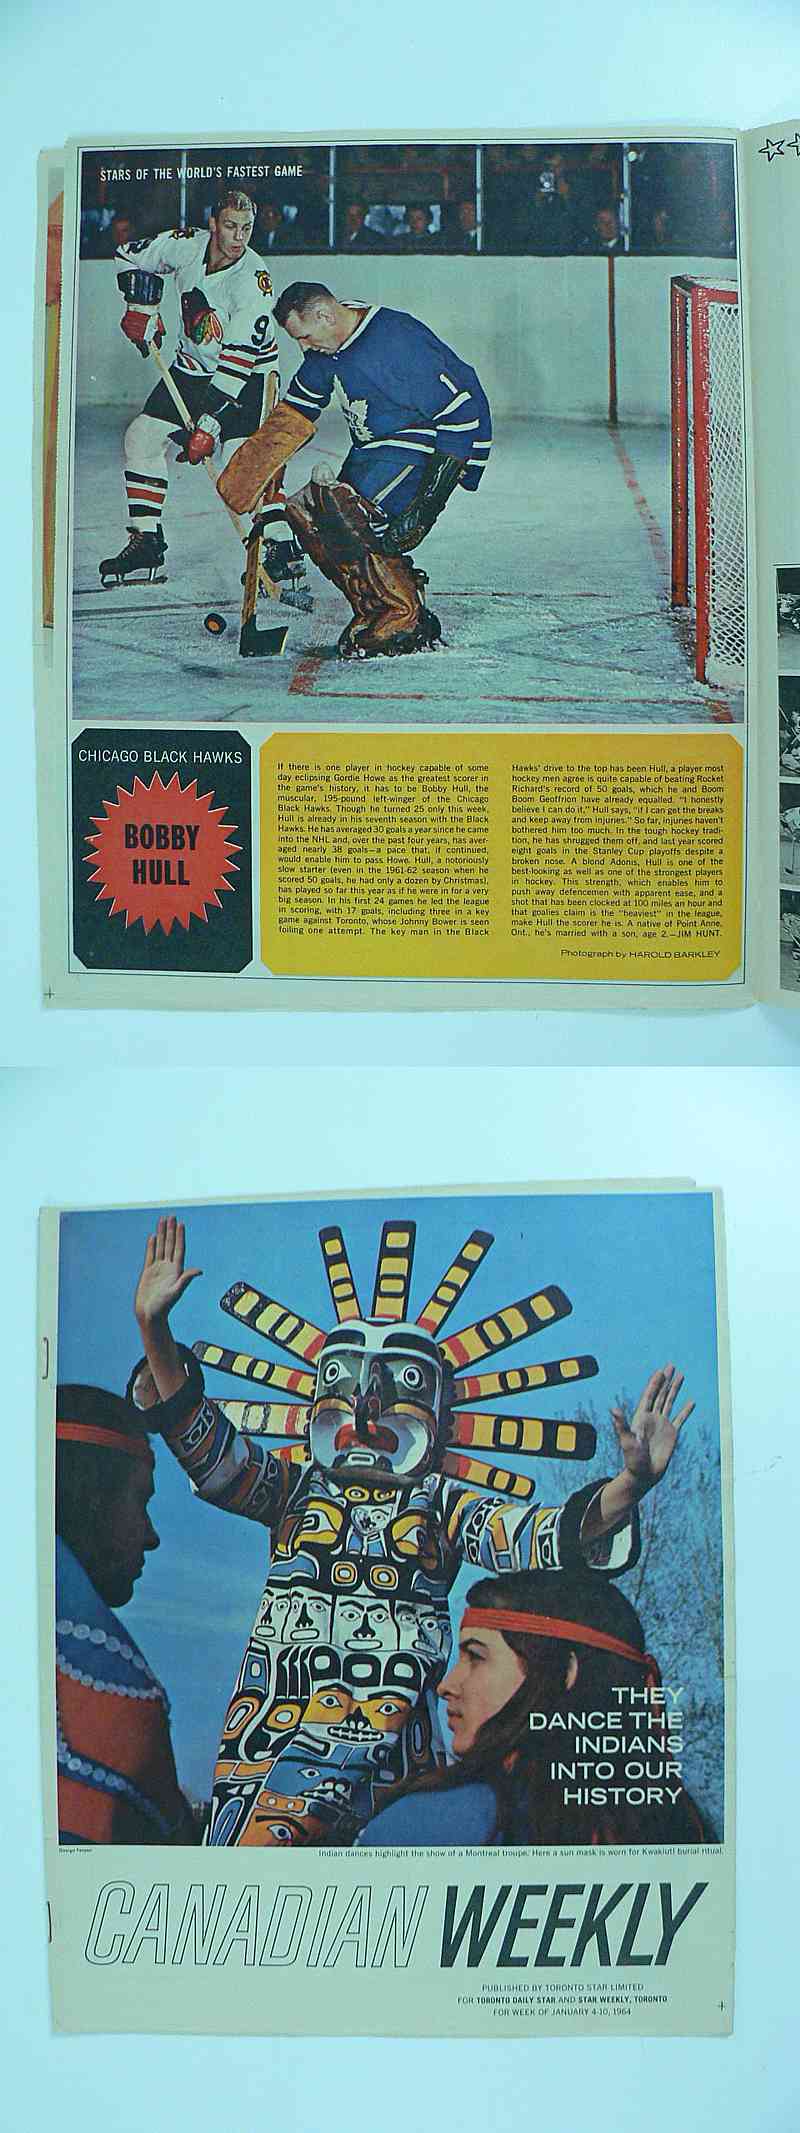 STARS OF THE WORLD'S FASTEST GAME
9
1
CHICAGO BLACK HAWKS
BOBBY
HULL
If there is one player in hockey capable of some
day eclipsing Gordie Howe as the greatest scorer in
the game's history, it has to be Bobby Hull, the
muscular, 195-pound left-winger of the Chicago
Black Hawks. Though he turned 25 only this week,
Hull is already in his seventh season with the Black
Hawks. He has averaged 30 goals a year since he came
into the NHL and, over the past four years, has aver-
aged nearly 38 goals—a pace that, if continued,
would enable him to pass Howe. Hull, a notoriously
slow starter (even in the 1961-62 season when he
scored 50 goals, he had only a dozen by Christmas),
has played so far this year as if he were in for a very
big season. In his first 24 games he led the league
in scoring, with 17 goals, including three in a key
game against Toronto, whose Johnny Bower is seen
foiling one attempt. The key man in the Black
Hawks' drive to the top has been Hull, a player most
hockey men agree is quite capable of beating Rocket
Richard's record of 50 goals, which he and Boom
Boom Geoffrion have already equalled. "I honestly
believe I can do it," Hull says, "if I can get the breaks
and keep away from injuries." So far, injuries haven't
bothered him too much. In the tough hockey tradi-
tion, he has shrugged them off, and last year scored
eight goals in the Stanley Cup playoffs despite a
broken nose. A blond Adonis, Hull is one of the
best-looking as well as one of the strongest players
in hockey. This strength, which enables him to
push away defencemen with apparent ease, and a
shot that has been clocked at 100 miles an hour and
that goalies claim is the "heaviest" in the league,
make Hull the scorer he is. A native of Point Anne,
Ont., he's married with a son, age 2.—JIM HUNT.
Photograph by HAROLD BARKLEY
THEY
DANCE THE
INDIANS
INTO OUR
HISTORY
Indian dances highlight the show of a Montreal troupe. Here a sun mask is worn for Kwakiutl burial ritual.
CANADIAN WEEKLY
PUBLISHED BY TORONTO STAR LIMITED
FOR TORONTO DAILY STAR AND STAR WEEKLY, TORONTO
FOR WEEK OF JANUARY 4-10, 1964